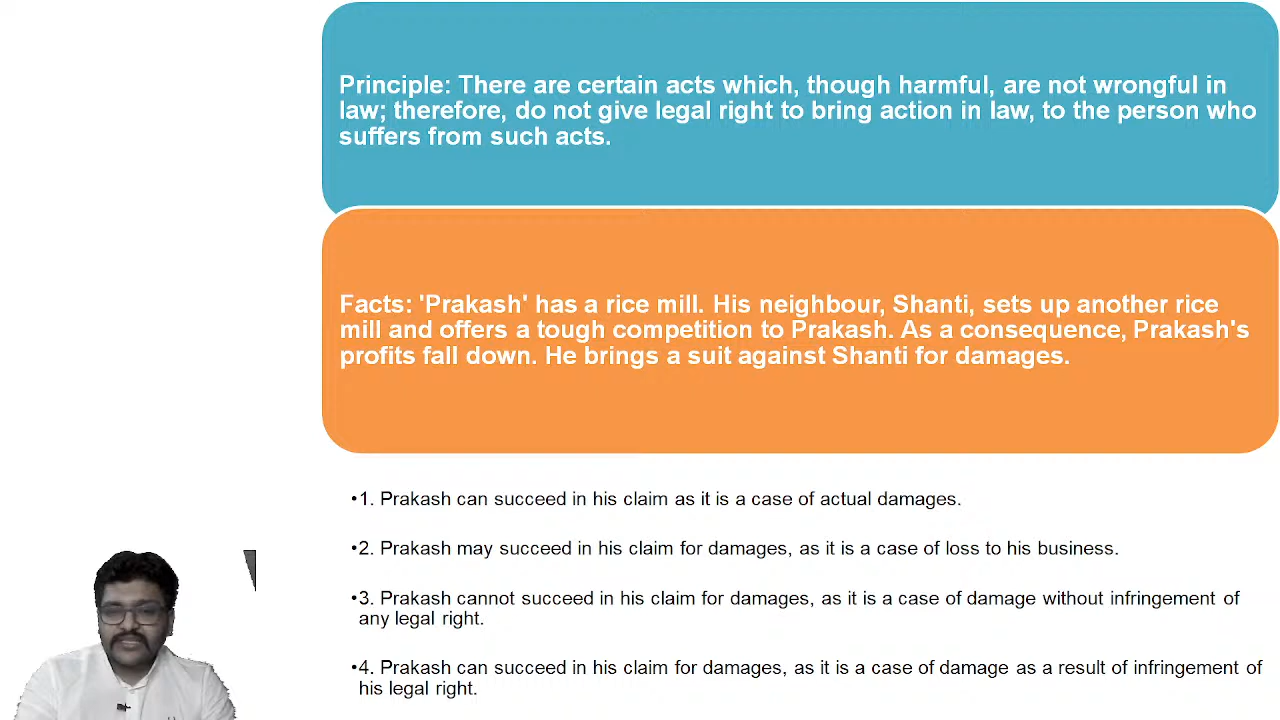 Principle: There are certain acts which, though harmful, are not wrongful in
law; therefore, do not give legal right to bring action in law, to the person who
suffers from such acts.
Facts: 'Prakash' has a rice mill. His neighbour, Shanti, sets up another rice
mill and offers a tough competition to Prakash. As a consequence, Prakash's
profits fall down. He brings a suit against Shanti for damages.
•1. Prakash can succeed in his claim as it is a case of actual damages.
•2. Prakash may succeed in his claim for damages, as it is a case of loss to his business.
•3. Prakash cannot succeed in his claim for damages, as it is a case of damage without infringement of
any legal right.
•4. Prakash can succeed in his claim for damages, as it is a case of damage as a result of infringement of
his legal right.